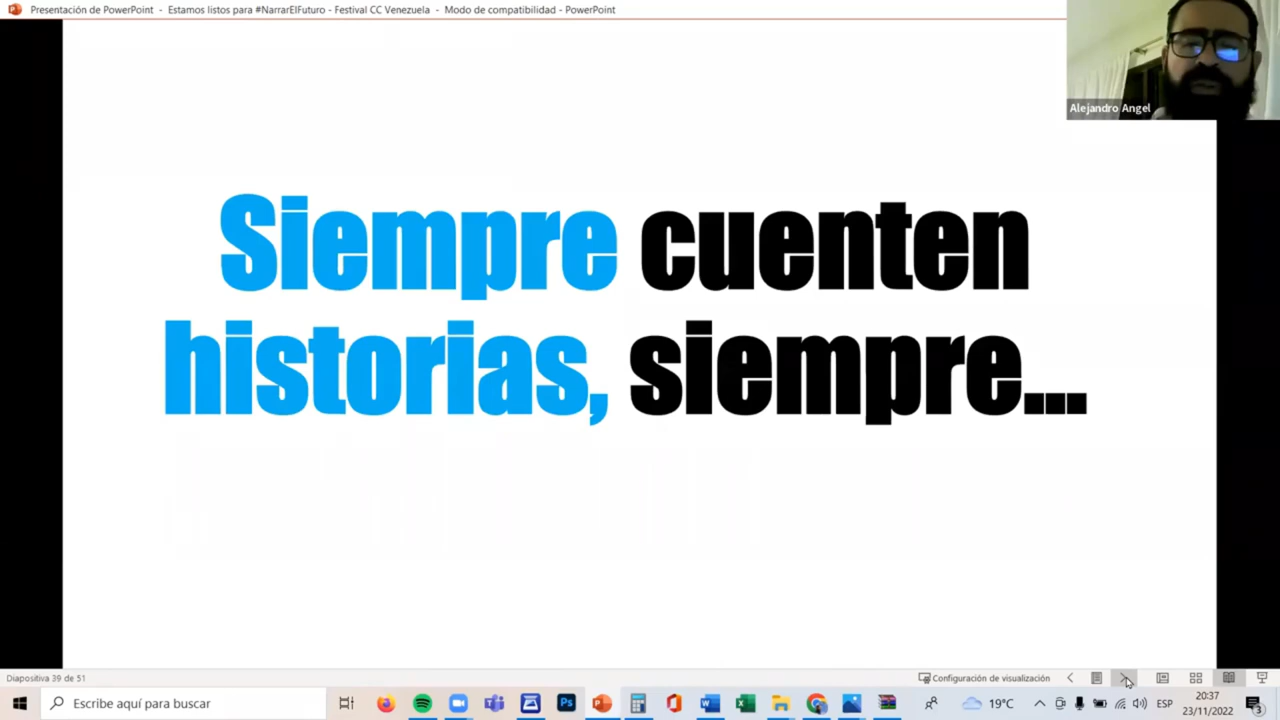 Presentación de PowerPoint - Estamos listos para #NarrarElFuturo - Festival CC Venezuela - Modo de compatibilidad - PowerPoint
Alejandro Angel
Siempre cuenten
historias, siempre...
Diapositiva 39 de 51
Configuración de visualización
Escribe aquí para buscar
19°C
ESP
20:37
23/11/2022
3